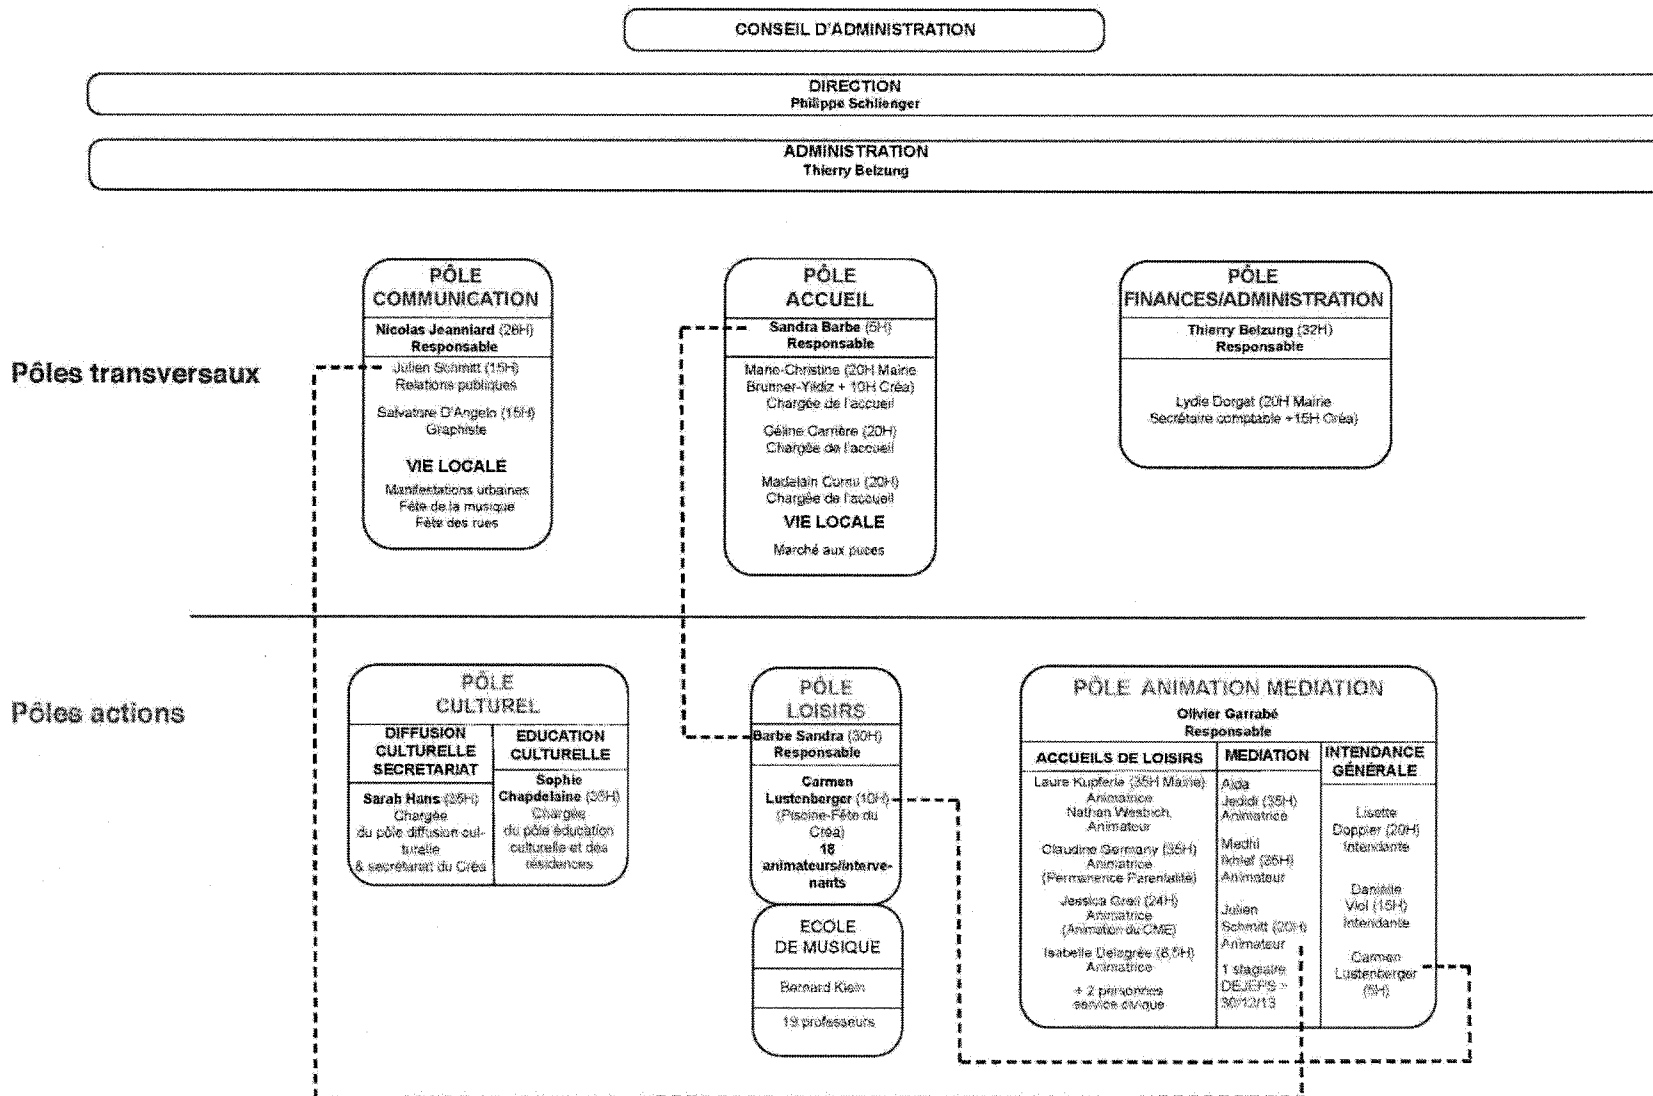 CONSEIL D'ADMINISTRATION
DIRECTION
Philippe Schlienger
ADMINISTRATION
Thierry Belzung
Pôles transversaux
PÔLE
COMMUNICATION
Nicolas Jeanniard (26H)
Responsable
Julien Schmitt (15H)
Relations publiques
Salvatore D'Angelo (15H)
Graphiste
VIE LOCALE
Manifestations urbaines
Fête de la musique
Fête des rues
PÔLE
ACCUEIL
Sandra Barbe (5H)
Responsable
Marie-Christine (20H Mairie
Brunner-Yildiz + 10H Créa)
Chargée de l'accueil
Céline Carrière (20H)
Chargée de l'accueil
Madelain Cornu (20H)
Chargée de l'accueil
VIE LOCALE
Marché aux puces
PÔLE
FINANCES/ADMINISTRATION
Thierry Belzung (32H)
Responsable
Lydie Dorgat (20H Mairie
Secrétaire comptable +15H Créa)
Pôles actions
PÔLE
CULTUREL
DIFFUSION
CULTURELLE
SECRETARIAT
Sarah Hans (25H)
Chargée
du pôle diffusion cul-
turelle
& secrétariat du Créa
EDUCATION
CULTURELLE
Sophie
Chapdelaine (35H)
Chargée
du pôle éducation
culturelle et des
résidences
PÔLE
LOISIRS
Barbe Sandra (30H)
Responsable
Carmen
Lustenberger (10H)
(Piscine-Fête du
Créa)
18
animateurs/interve-
nants
ECOLE
DE MUSIQUE
Bernard Klein
19 professeurs
PÔLE ANIMATION MEDIATION
Olivier Garrabé
Responsable
ACCUEILS DE LOISIRS
Laure Kupferle (35H Mairie)
Animatrice
Nathan
Animateur
Claudine Germany (35H)
Animatrice
(Permanence Parentalité)
Jessica (24H)
Animatrice
(Animation du CME)
Isabelle Delagrée (8,5H)
Animatrice
+ 2 personnes
service civique
MEDIATION
Aida
Jedidi (35H)
Animatrice
Medhi
(35H)
Animateur
Julien
Schmitt (20H)
Animateur
1 stagiaire
DEJEPS >
30/12/13
INTENDANCE
GÉNÉRALE
Lisette
Doppler (20H)
Intendante
Danielle
Viol (15H)
Intendante
Carmen
Lustenberger
(5H)